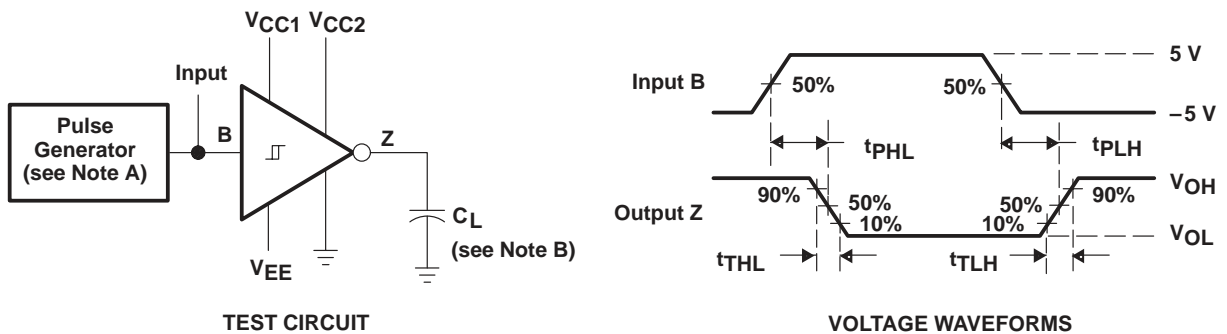 VCC1
VCC2
Input
Pulse
Generator
(see Note A)
B
Z
CL
(see Note B)
VEE
TEST CIRCUIT
Input B
50%
50%
5 V
–5 V
tPHL
tPLH
Output Z
90%
50%
10%
50%
10%
90%
VOH
VOL
tTHL
tTLH
VOLTAGE WAVEFORMS